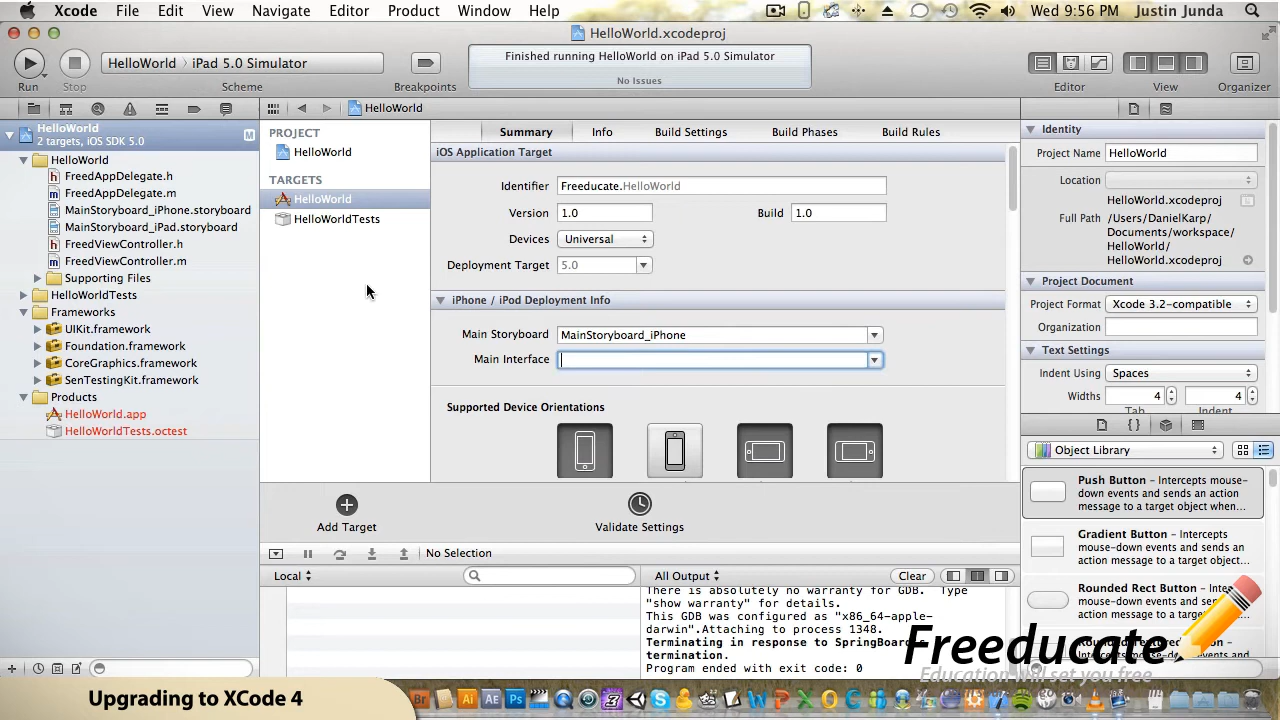 Xcode File Edit View Navigate Editor Product Window Help Wed 9:56 PM Justin Junda
HelloWorld.xcodeproj
HelloWorld › iPad 5.0 Simulator
Finished running HelloWorld on iPad 5.0 Simulator
No Issues
Run Stop Scheme Breakpoints Editor View Organizer
HelloWorld
HelloWorld
2 targets, iOS SDK 5.0
M
HelloWorld
FreedAppDelegate.h
FreedAppDelegate.m
MainStoryboard_iPhone.storyboard
MainStoryboard_iPad.storyboard
FreedViewController.h
FreedViewController.m
Supporting Files
HelloWorldTests
Frameworks
UIKit.framework
Foundation.framework
CoreGraphics.framework
SenTestingKit.framework
Products
HelloWorld.app
HelloWorldTests.octest
PROJECT
HelloWorld
TARGETS
HelloWorld
HelloWorldTests
Summary Info Build Settings Build Phases Build Rules
iOS Application Target
Identifier Freeducate.HelloWorld
Version 1.0 Build 1.0
Devices Universal
Deployment Target 5.0
iPhone / iPod Deployment Info
Main Storyboard MainStoryboard_iPhone
Main Interface
Supported Device Orientations
Add Target
Validate Settings
No Selection
Local
All Output
Clear
There is absolutely no warranty for GDB. Type
"show warranty" for details.
This GDB was configured as "x86_64-apple-
darwin".Attaching to process 1348.
Terminating in response to SpringBoard
termination.
Program ended with exit code: 0
Identity
Project Name HelloWorld
Location
HelloWorld.xcodeproj
Full Path /Users/DanielKarp/
Documents/workspace/
HelloWorld/
HelloWorld.xcodeproj
Project Document
Project Format Xcode 3.2-compatible
Organization
Text Settings
Indent Using Spaces
Widths 4 4
Tab Indent
Object Library
Push Button – Intercepts mouse-
down events and sends an action
message to a target object when...
Gradient Button – Intercepts
mouse-down events and sends an
action message to a target object...
Rounded Rect Button –
mouse-down events and sends an
action message to a target
Freeducate
Education will set you free
Upgrading to XCode 4
Br Ai AE Ps